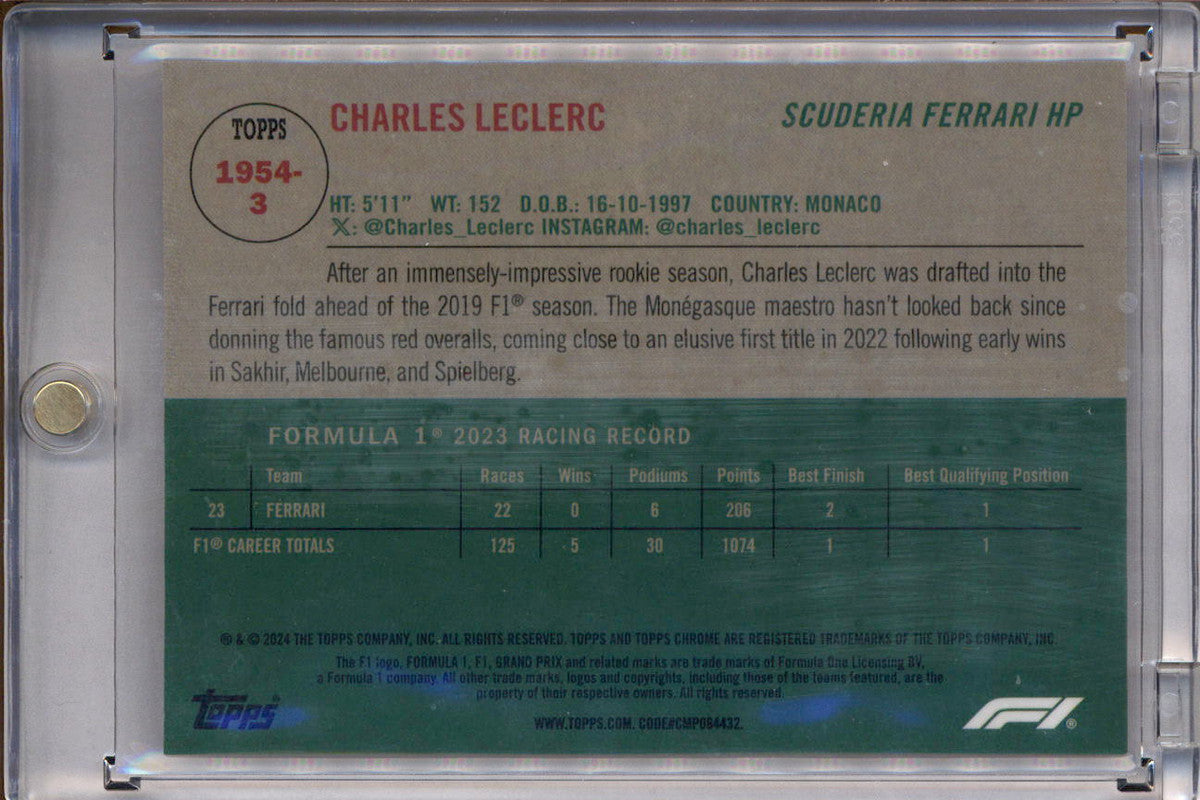 TOPPS
1954-
3
CHARLES LECLERC
SCUDERIA FERRARI HP
HT: 5'11” WT: 152 D.O.B.: 16-10-1997 COUNTRY: MONACO
X: @Charles_Leclerc INSTAGRAM: @charles_leclerc
After an immensely-impressive rookie season, Charles Leclerc was drafted into the
Ferrari fold ahead of the 2019 F1® season. The Monégasque maestro hasn't looked back since
donning the famous red overalls, coming close to an elusive first title in 2022 following early wins
in Sakhir, Melbourne, and Spielberg.
FORMULA 1® 2023 RACING RECORD
Team Races Wins Podiums Points Best Finish Best Qualifying Position
23 FERRARI 22 0 6 206 2 1
F1® CAREER TOTALS 125 5 30 1074 1 1
® & © 2024 THE TOPPS COMPANY, INC. ALL RIGHTS RESERVED. TOPPS AND TOPPS CHROME ARE REGISTERED TRADEMARKS OF THE TOPPS COMPANY, INC.
The F1 logo, FORMULA 1, F1, GRAND PRIX and related marks are trade marks of Formula One Licensing BV,
a Formula 1 company. All other trade marks, logos and copyrights, including those of the teams featured, are the
property of their respective owners. All rights reserved.
WWW.TOPPS.COM. CODE#CMP084432.
Topps
F1®